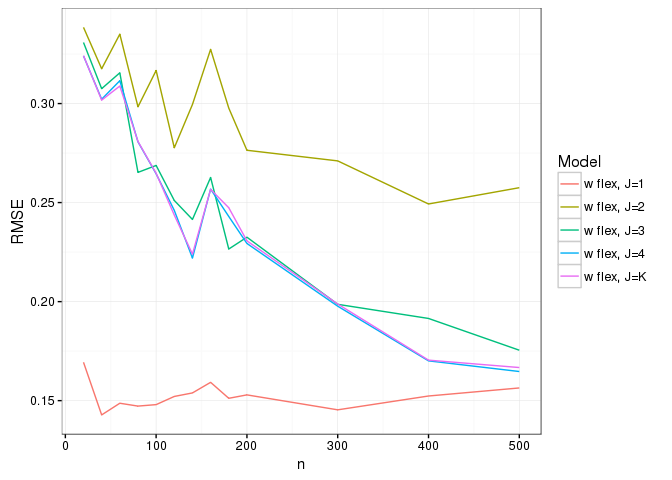 0.30
0.25
0.20
0.15
RMSE
0
100
200
300
400
500
n
Model
w flex, J=1
w flex, J=2
w flex, J=3
w flex, J=4
w flex, J=K